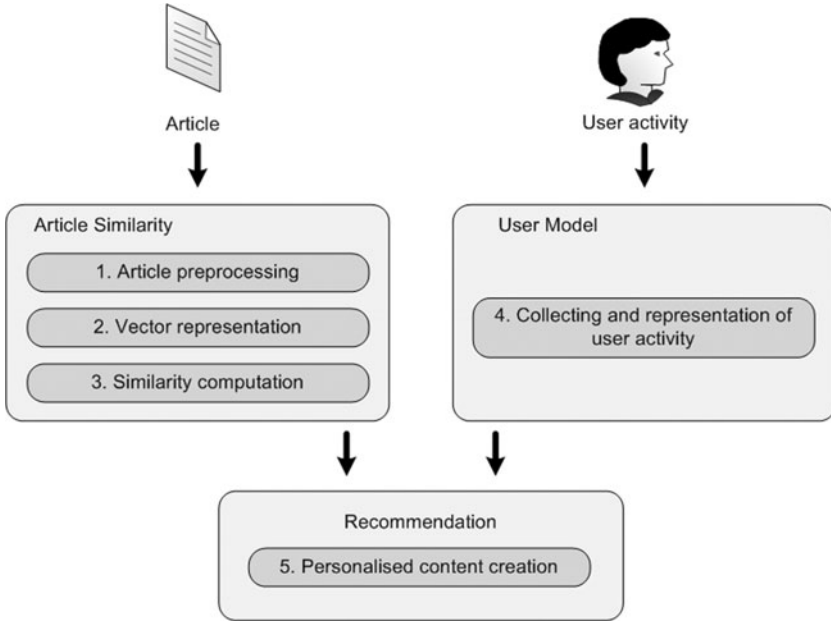 Article
User activity
Article Similarity
1. Article preprocessing
2. Vector representation
3. Similarity computation
User Model
4. Collecting and representation of
user activity
Recommendation
5. Personalised content creation